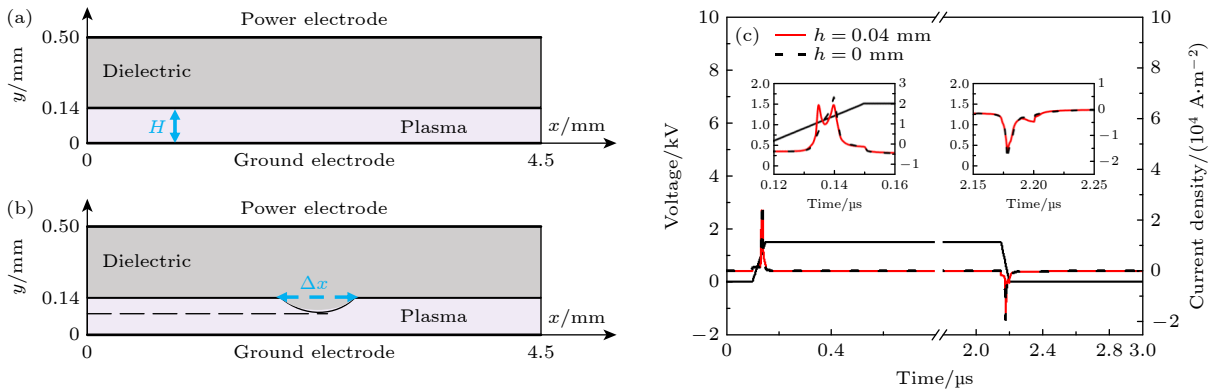 (a)
Power electrode
y/mm
0.50
Dielectric
0.14
H
Plasma
x/mm
0
0
Ground electrode
4.5
(b)
Power electrode
y/mm
0.50
Dielectric
Δx
0.14
Plasma
x/mm
0
0
Ground electrode
4.5
(c)
h = 0.04 mm
h = 0 mm
Voltage/kV
10
8
6
4
2
0
−2
Current density/(10⁴ A·m⁻²)
10
8
6
4
2
0
−2
0
0.4
2.0
2.4
2.8
3.0
Time/µs
2.0
1.5
1.0
0.5
0
3
2
1
0
−1
0.12
0.14
0.16
Time/µs
2.0
1.5
1.0
0.5
0
1
0
−1
−2
2.15
2.20
2.25
Time/µs